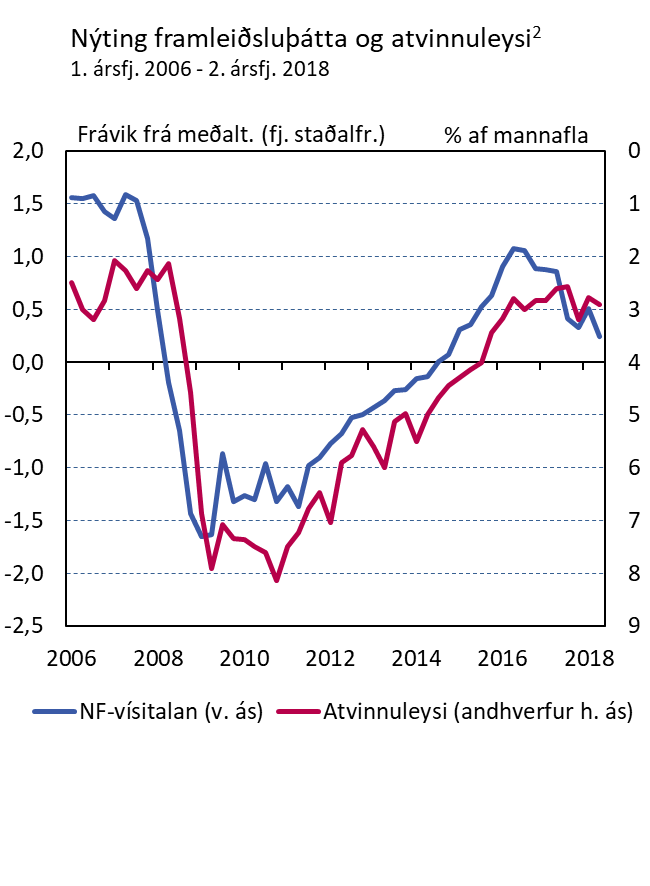 Nýting framleiðsluþátta og atvinnuleysi²
1. ársfj. 2006 - 2. ársfj. 2018
Frávik frá meðalt. (fj. staðalfr.) % af mannafla
2,0 0
1,5 1
1,0 2
0,5 3
0,0 4
-0,5 5
-1,0 6
-1,5 7
-2,0 8
-2,5 9
2006 2008 2010 2012 2014 2016 2018
NF-vísitalan (v. ás) Atvinnuleysi (andhverfur h. ás)